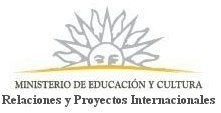 MINISTERIO DE EDUCACIÓN Y CULTURA
Relaciones y Proyectos Internacionales